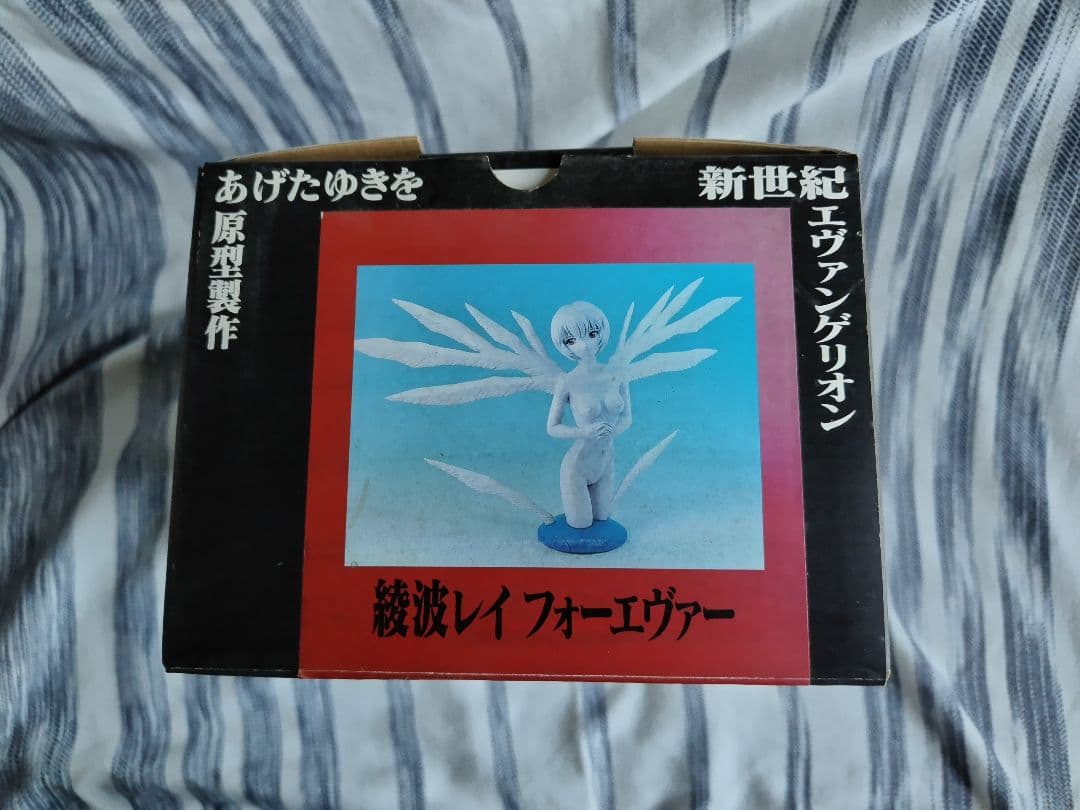 あげたゆきを
原型製作
新世紀
エヴァンゲリオン
綾波レイ フォーエヴァー